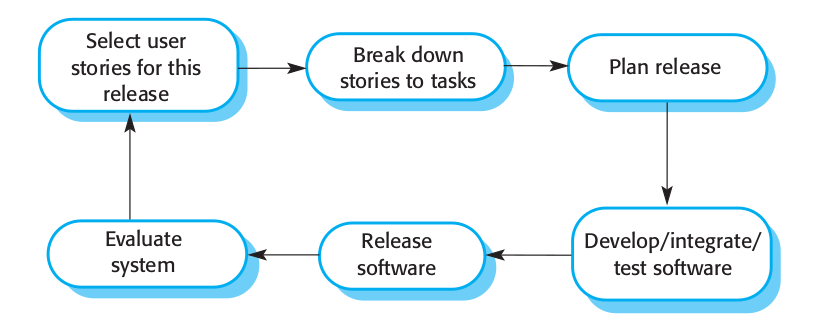 Select user
stories for this
release
Break down
stories to tasks
Plan release
Evaluate
system
Release
software
Develop/integrate/
test software